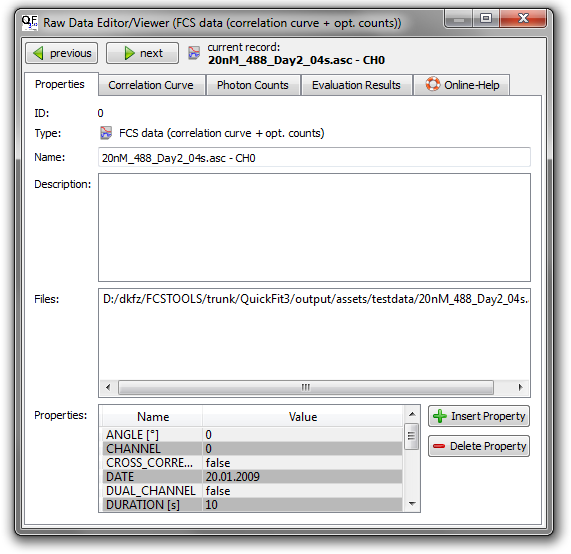 QF
Raw Data Editor/Viewer (FCS data (correlation curve + opt. counts))
previous
next
current record:
20nM_488_Day2_04s.asc - CH0
Properties
Correlation Curve
Photon Counts
Evaluation Results
Online-Help
ID:
0
Type:
FCS data (correlation curve + opt. counts)
Name:
20nM_488_Day2_04s.asc - CH0
Description:
Files:
D:/dkfz/FCSTOOLS/trunk/QuickFit3/output/assets/testdata/20nM_488_Day2_04s.
Properties:
Name Value
ANGLE [°] 0
CHANNEL 0
CROSS_CORRE... false
DATE 20.01.2009
DUAL_CHANNEL false
DURATION [s] 10
Insert Property
Delete Property